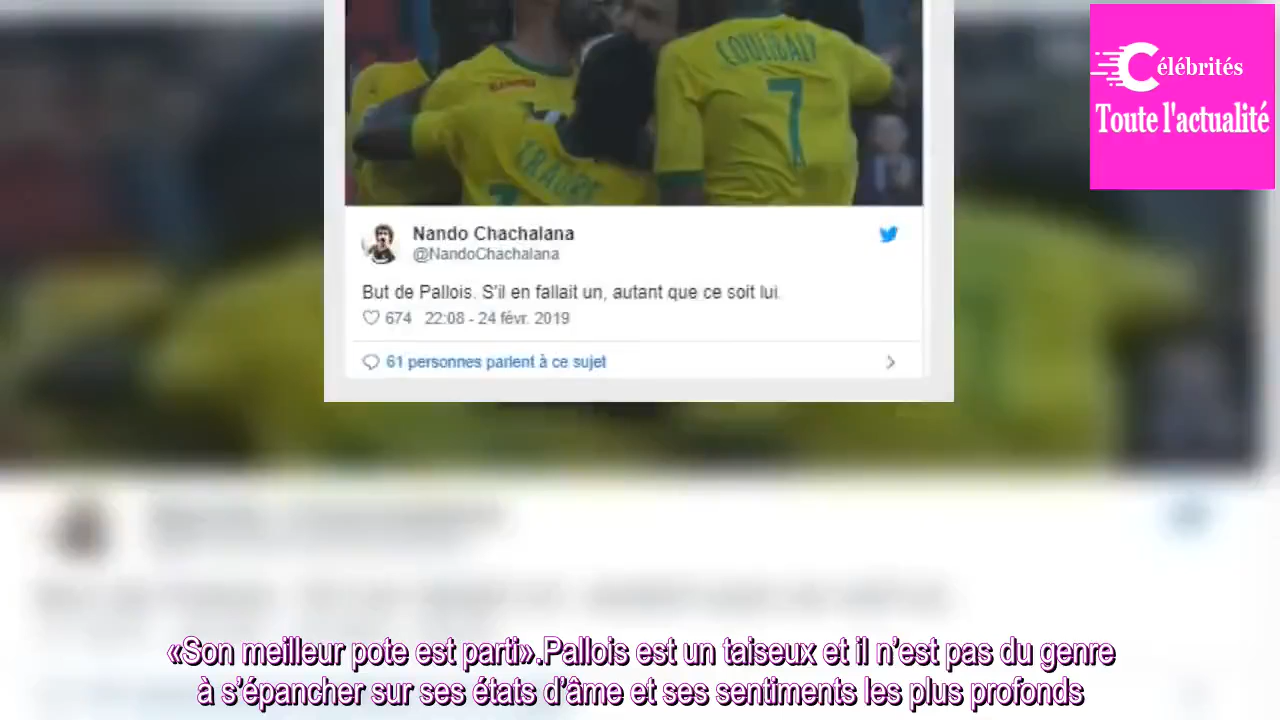 COULIBALY
7
TRAORE
Célébrités
Toute l'actualité
Nando Chachalana
@NandoChachalana
But de Pallois. S'il en fallait un, autant que ce soit lui.
674 22:08 - 24 févr. 2019
61 personnes parlent à ce sujet
«Son meilleur pote est parti».Pallois est un taiseux et il n’est pas du genre
à s’épancher sur ses états d’âme et ses sentiments les plus profonds